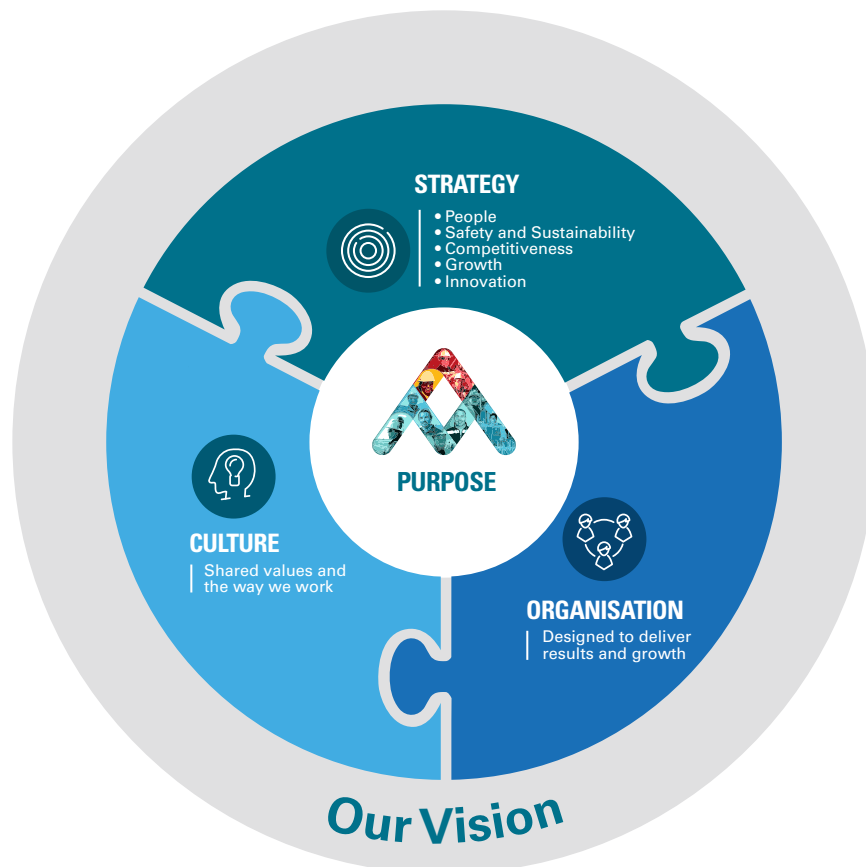 STRATEGY
• People
• Safety and Sustainability
• Competitiveness
• Growth
• Innovation
PURPOSE
CULTURE
Shared values and
the way we work
ORGANISATION
Designed to deliver
results and growth
Our Vision